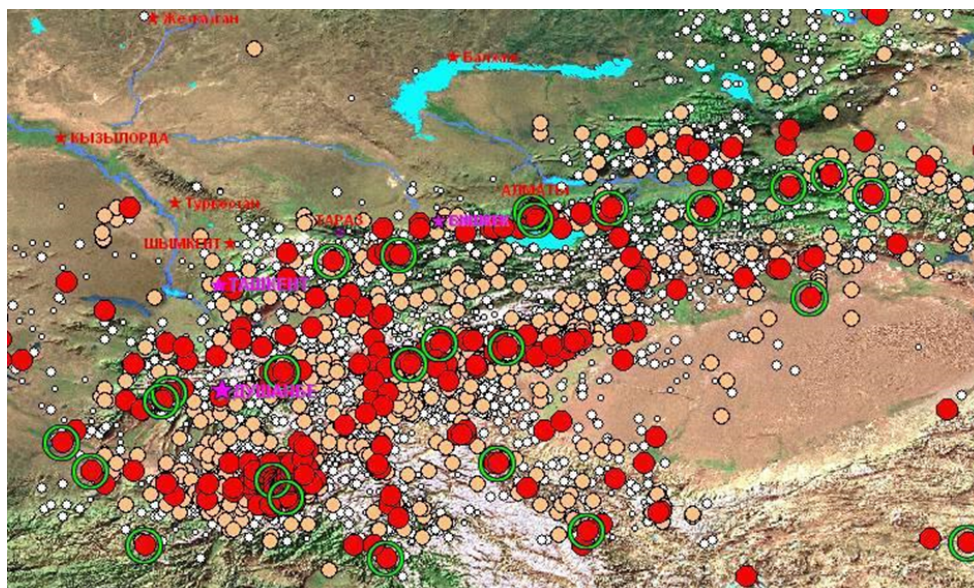 Жезказган
Балхаш
КЫЗЫЛОРДА
АЛМАТЫ
Туркестан
ТАРАЗ
БИШКЕК
ШЫМКЕНТ
ТАШКЕНТ
ДУШАНБЕ